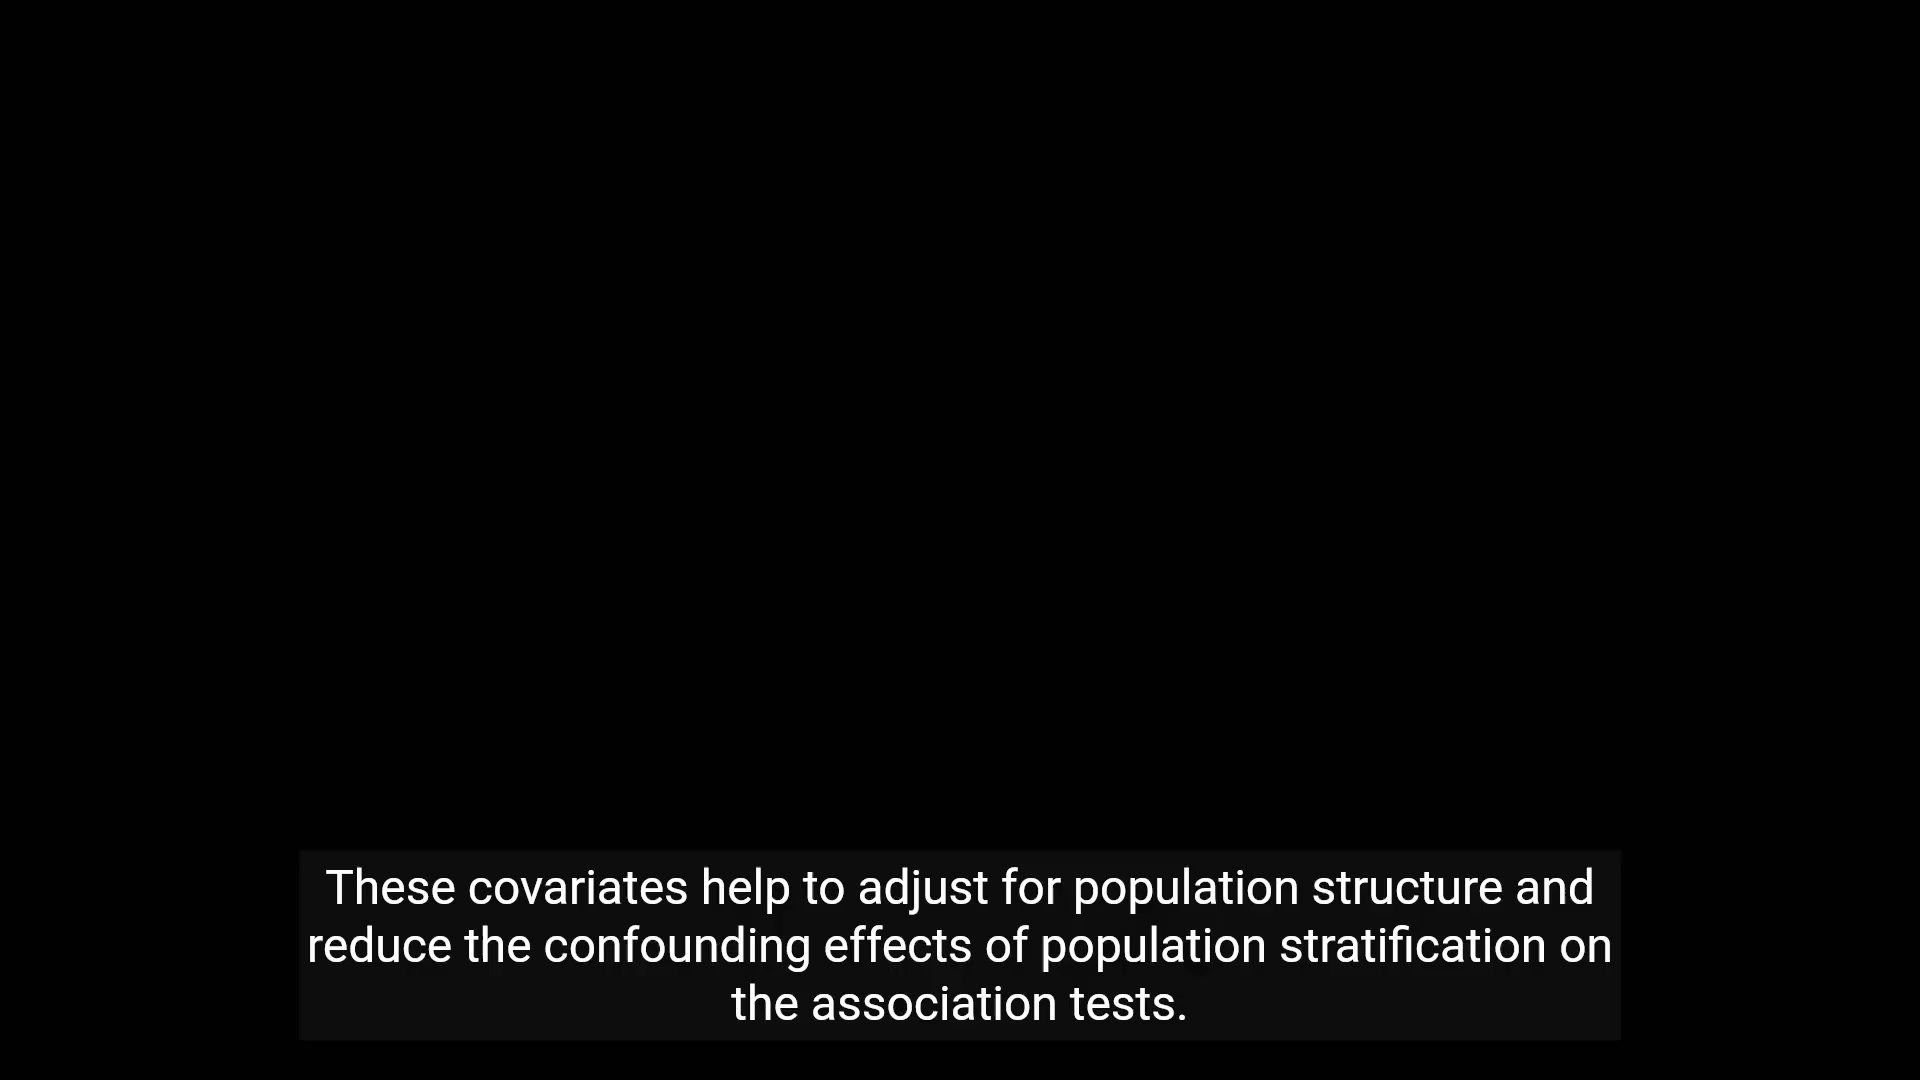 These covariates help to adjust for population structure and
reduce the confounding effects of population stratification on
the association tests.